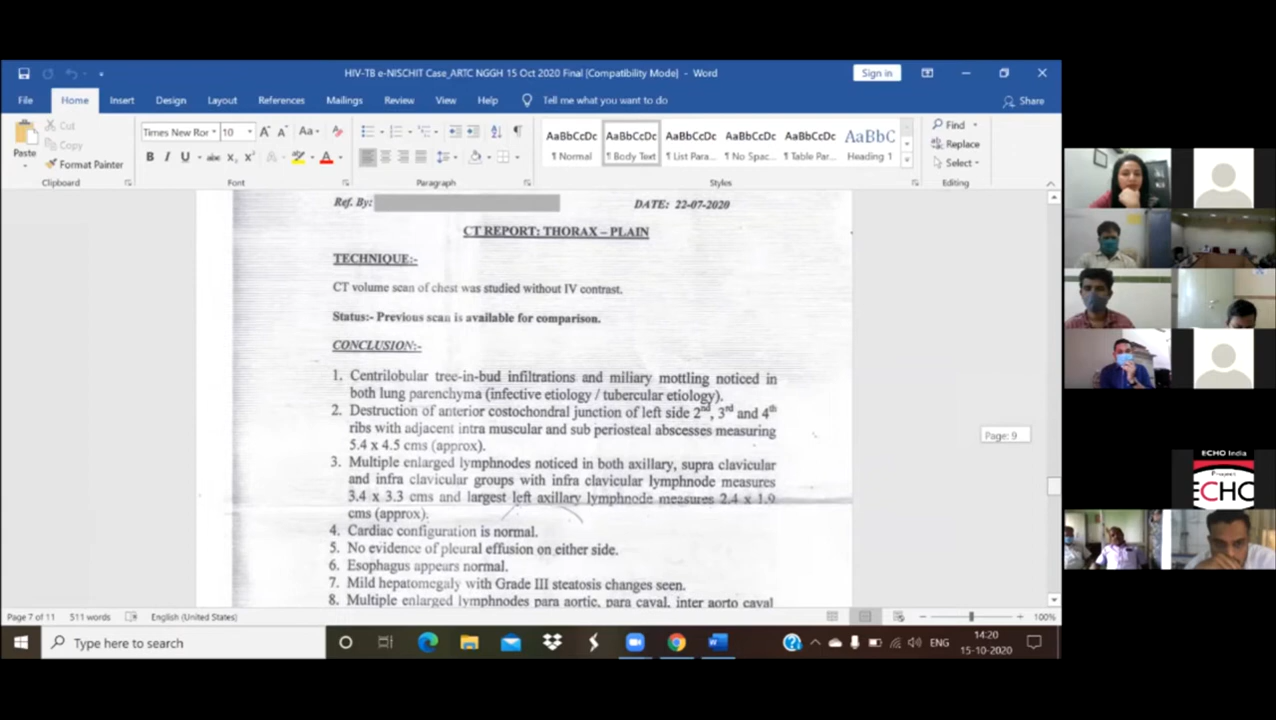 HIV-TB e-NISCHIT Case_ARTC NGGH 15 Oct 2020 Final [Compatibility Mode] - Word
Sign in
File Home Insert Design Layout References Mailings Review View Help Tell me what you want to do
Share
Paste
Cut
Copy
Format Painter
Clipboard
Times New Ror 10
Font
Paragraph
AaBbCcDc AaBbCcDc AaBbCcDc AaBbCcDc AaBbCcDc AaBbC
¶ Normal ¶ Body Text ¶ List Para... ¶ No Spac... ¶ Table Par... Heading 1
Styles
Find
Replace
Select
Editing
Ref. By: DATE: 22-07-2020
CT REPORT: THORAX – PLAIN
TECHNIQUE:-
CT volume scan of chest was studied without IV contrast.
Status:- Previous scan is available for comparison.
CONCLUSION:-
1. Centrilobular tree-in-bud infiltrations and miliary mottling noticed in
both lung parenchyma (infective etiology / tubercular etiology).
2. Destruction of anterior costochondral junction of left side 2nd, 3rd and 4th
ribs with adjacent intra muscular and sub periosteal abscesses measuring
5.4 x 4.5 cms (approx).
3. Multiple enlarged lymphnodes noticed in both axillary, supra clavicular
and infra clavicular groups with infra clavicular lymphnode measures
3.4 x 3.3 cms and largest left axillary lymphnode measures 2.4 x 1.9
cms (approx).
4. Cardiac configuration is normal.
5. No evidence of pleural effusion on either side.
6. Esophagus appears normal.
7. Mild hepatomegaly with Grade III steatosis changes seen.
8. Multiple enlarged lymphnodes para aortic, para caval, inter aorto caval
Page: 9
Page 7 of 11 511 words English (United States) 100%
Type here to search
ENG
14:20
15-10-2020
ECHO India
Project
ECHO